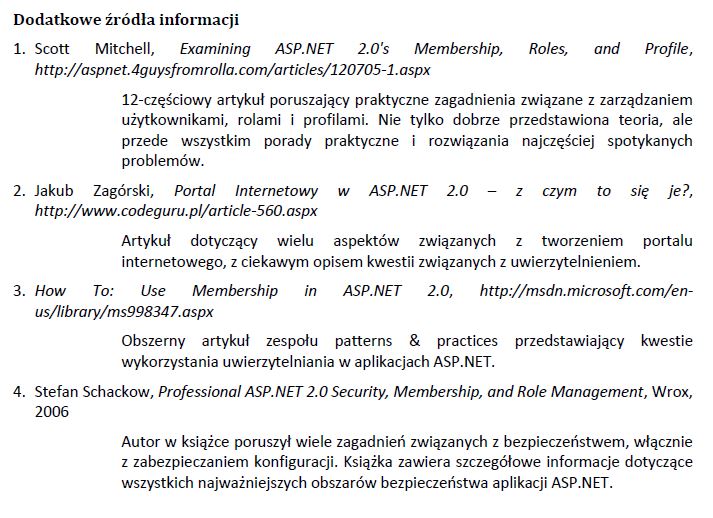 Dodatkowe źródła informacji
1. Scott Mitchell, Examining ASP.NET 2.0's Membership, Roles, and Profile,
http://aspnet.4guysfromrolla.com/articles/120705-1.aspx
12-częściowy artykuł poruszający praktyczne zagadnienia związane z zarządzaniem
użytkownikami, rolami i profilami. Nie tylko dobrze przedstawiona teoria, ale
przede wszystkim porady praktyczne i rozwiązania najczęściej spotykanych
problemów.
2. Jakub Zagórski, Portal Internetowy w ASP.NET 2.0 – z czym to się je?,
http://www.codeguru.pl/article-560.aspx
Artykuł dotyczący wielu aspektów związanych z tworzeniem portalu
internetowego, z ciekawym opisem kwestii związanych z uwierzytelnieniem.
3. How To: Use Membership in ASP.NET 2.0, http://msdn.microsoft.com/en-
us/library/ms998347.aspx
Obszerny artykuł zespołu patterns & practices przedstawiający kwestie
wykorzystania uwierzytelniania w aplikacjach ASP.NET.
4. Stefan Schackow, Professional ASP.NET 2.0 Security, Membership, and Role Management, Wrox,
2006
Autor w książce poruszył wiele zagadnień związanych z bezpieczeństwem, włącznie
z zabezpieczaniem konfiguracji. Książka zawiera szczegółowe informacje dotyczące
wszystkich najważniejszych obszarów bezpieczeństwa aplikacji ASP.NET.